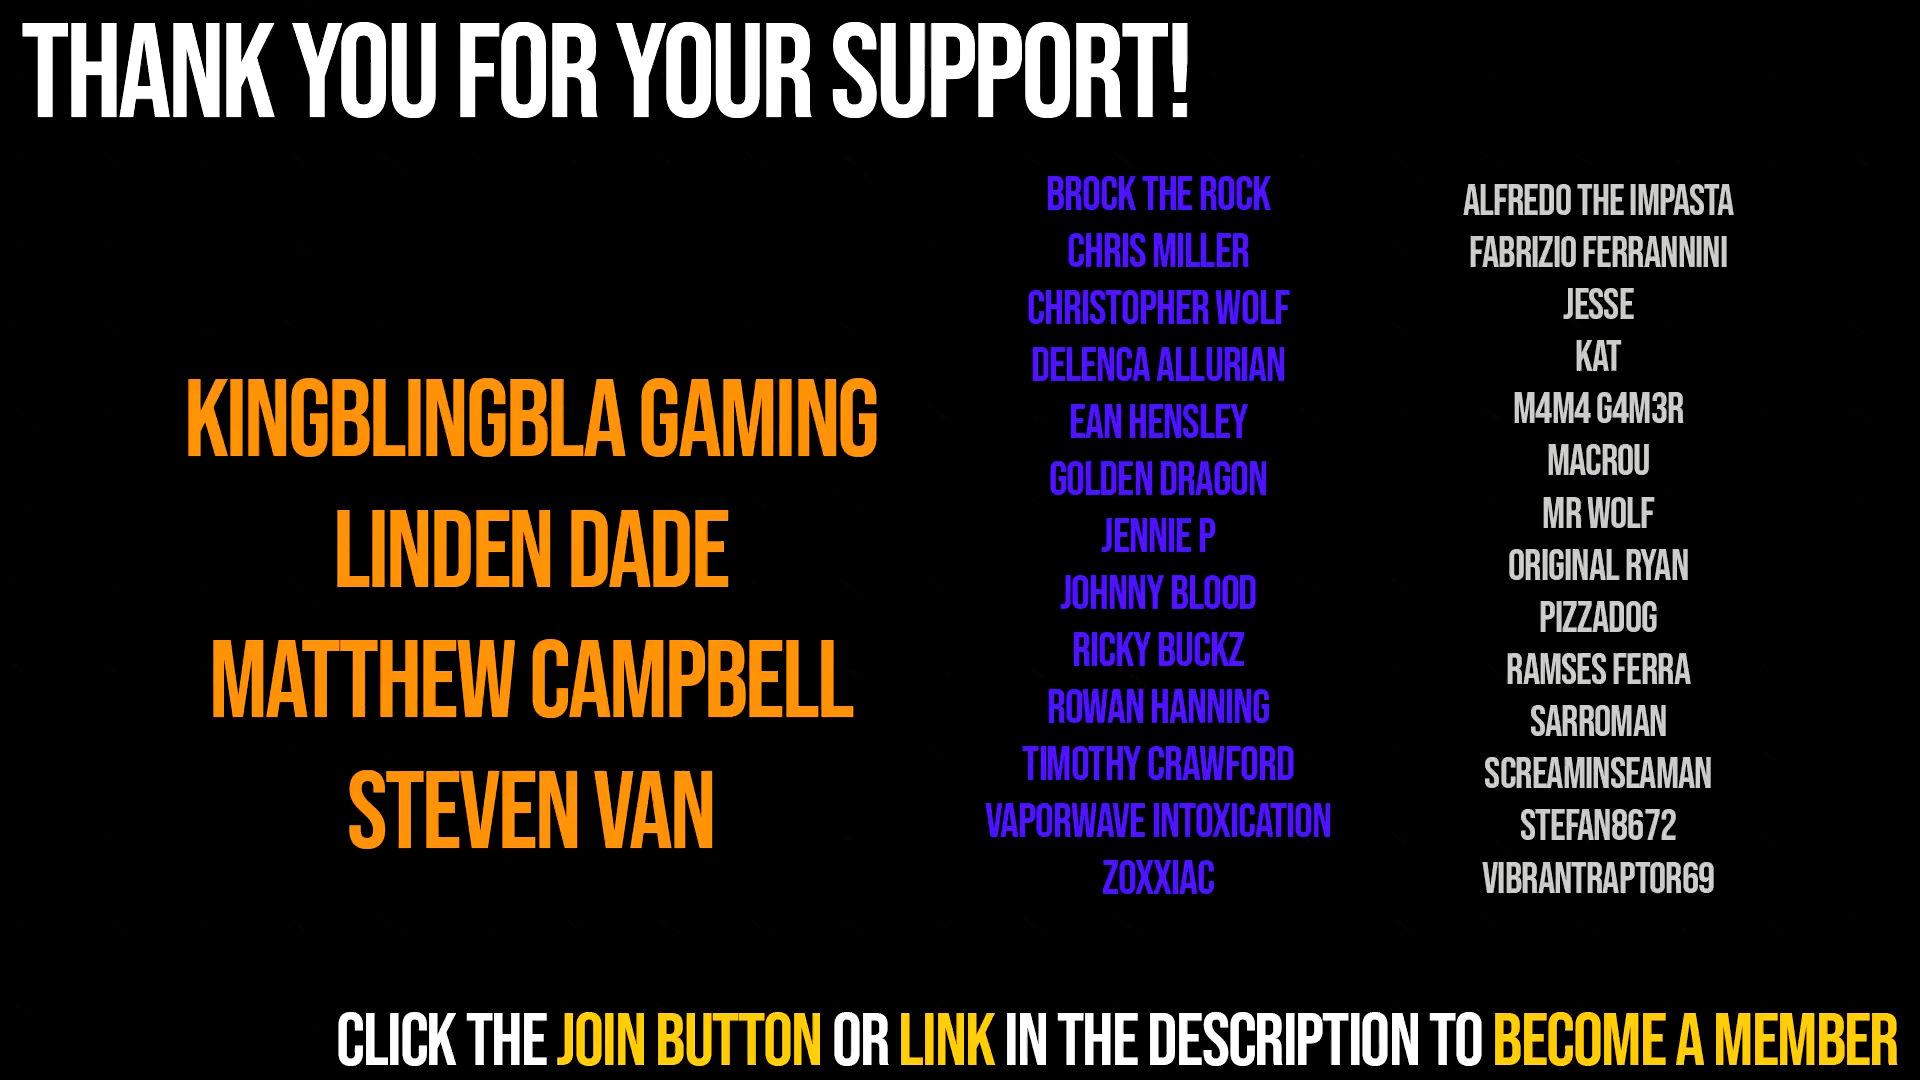 THANK YOU FOR YOUR SUPPORT!
KINGBLINGBLA GAMING
LINDEN DADE
MATTHEW CAMPBELL
STEVEN VAN
BROCK THE ROCK
CHRIS MILLER
CHRISTOPHER WOLF
DELENCA ALLURIAN
EAN HENSLEY
GOLDEN DRAGON
JENNIE P
JOHNNY BLOOD
RICKY BUCKZ
ROWAN HANNING
TIMOTHY CRAWFORD
VAPORWAVE INTOXICATION
ZOXXIAC
ALFREDO THE IMPASTA
FABRIZIO FERRANNINI
JESSE
KAT
M4M4 G4M3R
MACROU
MR WOLF
ORIGINAL RYAN
PIZZADOG
RAMSES FERRA
SARROMAN
SCREAMINSEAMAN
STEFAN8672
VIBRANTRAPTOR69
CLICK THE JOIN BUTTON OR LINK IN THE DESCRIPTION TO BECOME A MEMBER